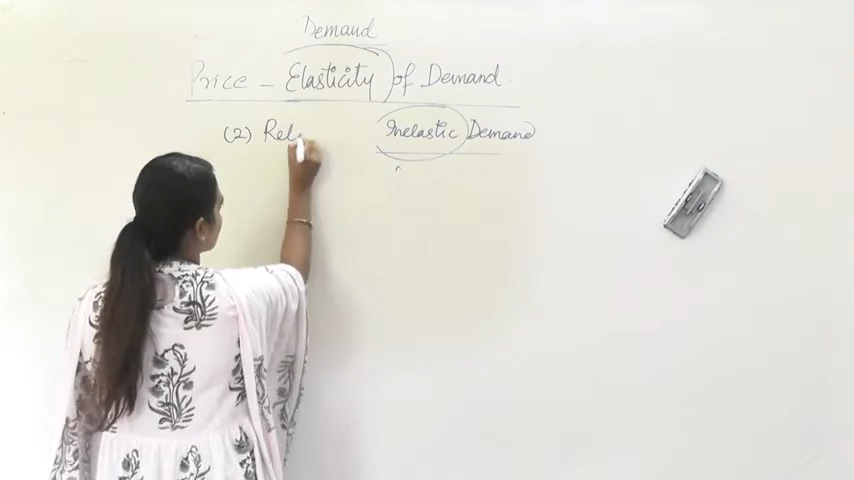 Demand
Price - Elasticity of Demand
(2) Rel Inelastic Demand